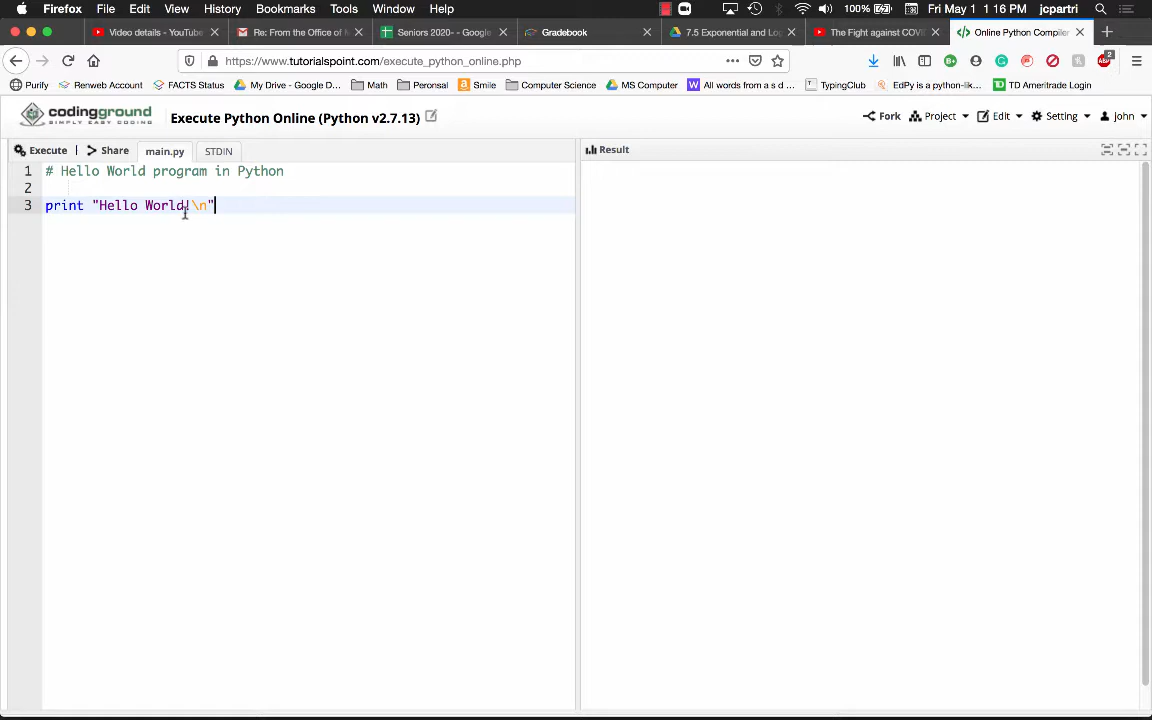 Firefox File Edit View History Bookmarks Tools Window Help 100% Fri May 1 1:16 PM jcpartri
Video details - YouTube Re: From the Office of M Seniors 2020- - Google Gradebook 7.5 Exponential and Log The Fight against COVI Online Python Compiler
https://www.tutorialspoint.com/execute_python_online.php 2
Purify Renweb Account FACTS Status My Drive - Google D... Math Peronsal Smile Computer Science MS Computer W All words from a s d ... TypingClub EdPy is a python-lik... TD Ameritrade Login
codingground
SIMPLY EASY CODING
Execute Python Online (Python v2.7.13) Fork Project Edit Setting John
Execute | Share main.py STDIN Result
1 # Hello World program in Python
2
3 print "Hello World!\n"